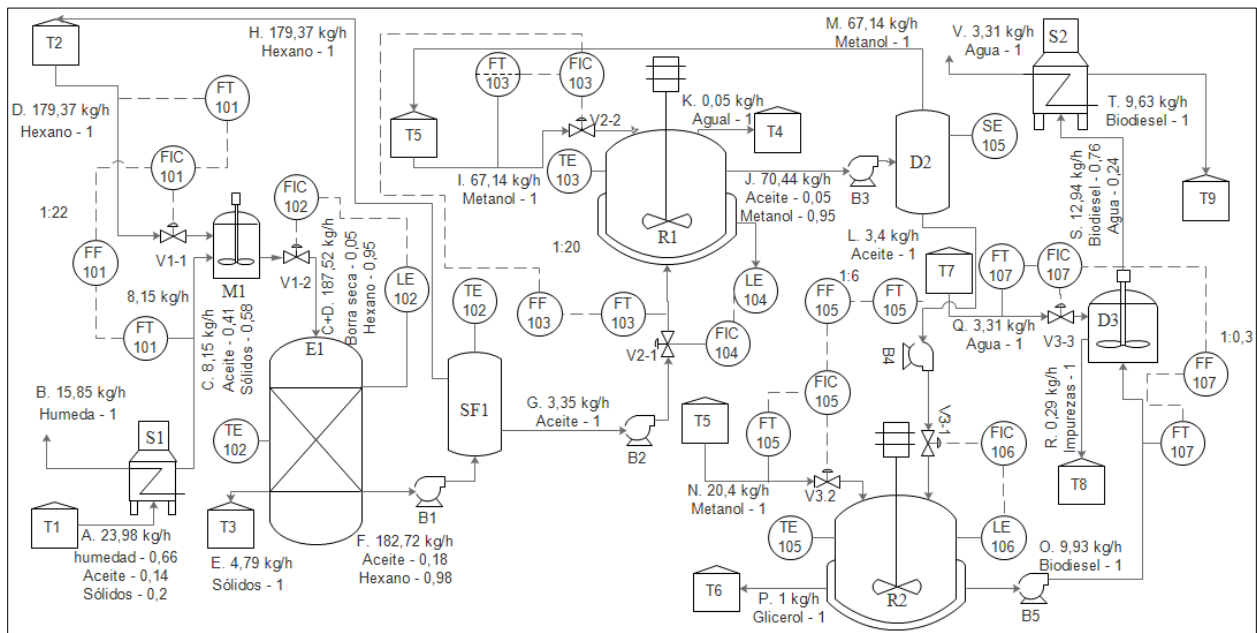 T2
D. 179,37 kg/h
Hexano - 1
FT
101
FIC
101
1:22
FF
101
V1-1
M1
8,15 kg/h
FT
101
C. 8,15 kg/h
Aceite - 0,41
Sólidos - 0,58
B. 15,85 kg/h
Humeda - 1
S1
T1
A. 23,98 kg/h
humedad - 0,66
Aceite - 0,14
Sólidos - 0,2
H. 179,37 kg/h
Hexano - 1
FIC
102
V1-2
C+D. 187,52 kg/h
Borra seca - 0,05
Hexano - 0,95
LE
102
E1
TE
102
T3
E. 4,79 kg/h
Sólidos - 1
B1
F. 182,72 kg/h
Aceite - 0,18
Hexano - 0,98
TE
102
SF1
G. 3,35 kg/h
Aceite - 1
B2
T5
FT
103
FIC
103
V2-2
I. 67,14 kg/h
Metanol - 1
TE
103
K. 0,05 kg/h
Agual - 1
T4
R1
1:20
FF
103
FT
103
V2-1
LE
104
FIC
104
J. 70,44 kg/h
Aceite - 0,05
Metanol - 0,95
M. 67,14 kg/h
Metanol - 1
B3
D2
SE
105
L. 3,4 kg/h
Aceite - 1
1:6
FF
105
FT
105
FIC
105
FT
105
T5
N. 20,4 kg/h
Metanol - 1
V3.2
B4
V3-1
FIC
106
LE
106
TE
105
R2
T6
P. 1 kg/h
Glicerol - 1
B5
O. 9,93 kg/h
Biodiesel - 1
T7
FT
107
FIC
107
Q. 3,31 kg/h
Agua - 1
V3-3
D3
1:0,3
FF
107
FT
107
R. 0,29 kg/h
Impurezas - 1
T8
S. 12,94 kg/h
Biodiesel - 0,76
Agua - 0,24
V. 3,31 kg/h
Agua - 1
S2
T. 9,63 kg/h
Biodiesel - 1
T9